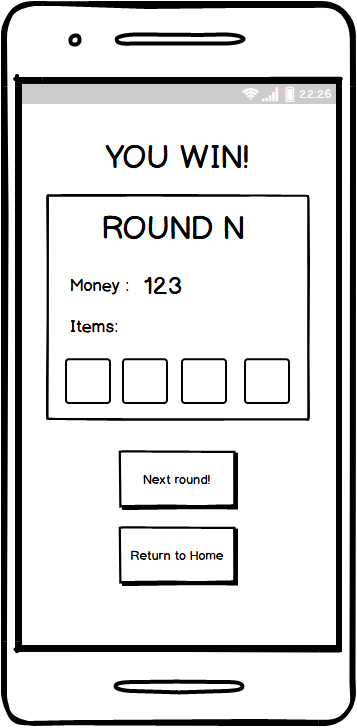 22:26
YOU WIN!
ROUND N
Money : 123
Items:
Next round!
Return to Home